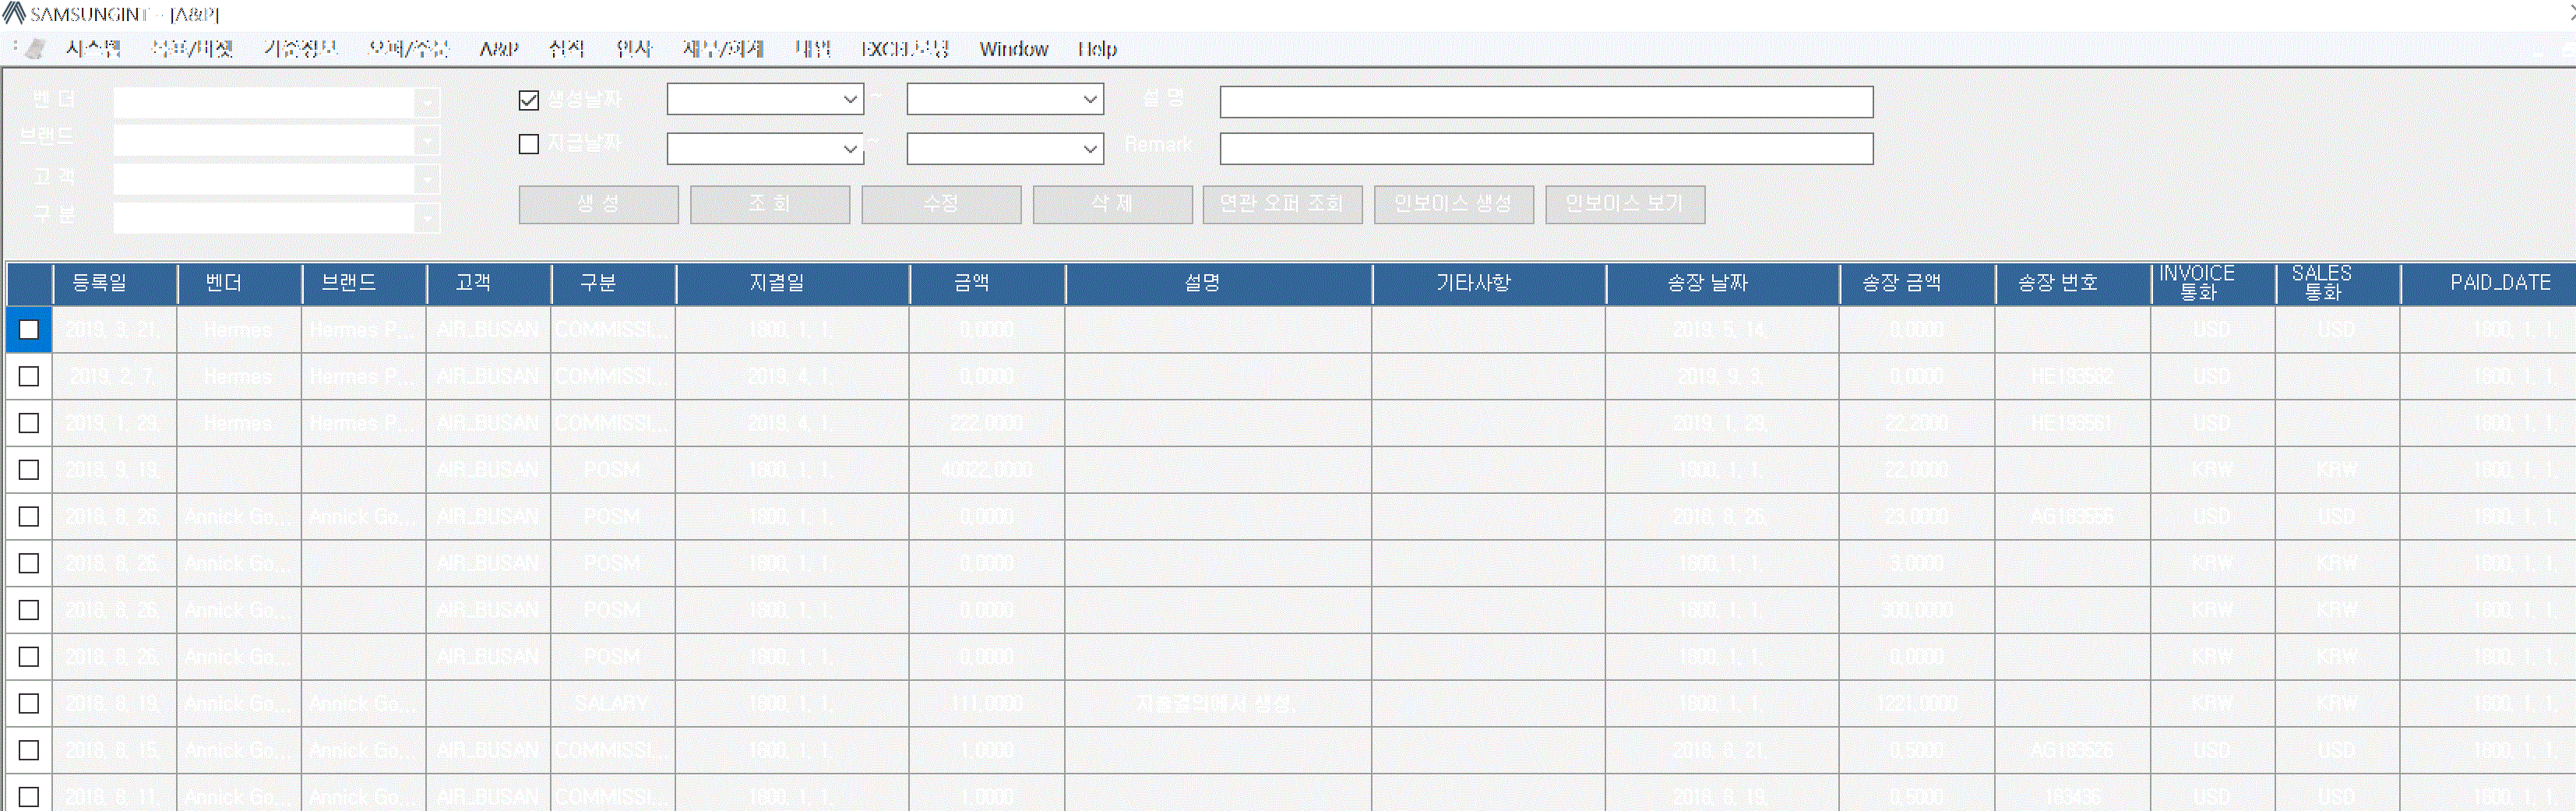 SAMSUNGINT - [A&P]
시스템 목표/버젯 기준정보 오퍼/주문 A&P 실적 인사 재무/회계 대입 EXCEL로딩 Window Help
벤 더 생성날짜 ~ 설 명
브랜드 지급날짜 ~ Remark
고 객
구 분 생 성 조 회 수정 삭 제 연관 오퍼 조회 인보이스 생성 인보이스 보기
등록일 벤더 브랜드 고객 구분 지결일 금액 설명 기타사항 송장 날짜 송장 금액 송장 번호 INVOICE 통화 SALES 통화 PAID_DATE
2019. 3. 21. Hermes Hermes P... AIR_BUSAN COMMISSI... 1800. 1. 1. 0.0000 2019. 5. 14. 0.0000 USD USD 1800. 1. 1.
2019. 2. 7. Hermes Hermes P... AIR_BUSAN COMMISSI... 2019. 4. 1. 0.0000 2019. 9. 3. 0.0000 HE193582 USD 1800. 1. 1.
2019. 1. 29. Hermes Hermes P... AIR_BUSAN COMMISSI... 2019. 4. 1. 222.0000 2019. 1. 29. 22.2000 HE193561 USD 1800. 1. 1.
2018. 9. 19. AIR_BUSAN POSM 1800. 1. 1. 40022.0000 1800. 1. 1. 22.0000 KRW KRW 1800. 1. 1.
2018. 8. 26. Annick Go... Annick Go... AIR_BUSAN POSM 1800. 1. 1. 0.0000 2018. 8. 26. 23.0000 AG183556 USD USD 1800. 1. 1.
2018. 8. 26. Annick Go... AIR_BUSAN POSM 1800. 1. 1. 0.0000 1800. 1. 1. 3.0000 KRW KRW 1800. 1. 1.
2018. 8. 26. Annick Go... AIR_BUSAN POSM 1800. 1. 1. 0.0000 1800. 1. 1. 300.0000 KRW KRW 1800. 1. 1.
2018. 8. 26. Annick Go... AIR_BUSAN POSM 1800. 1. 1. 0.0000 1800. 1. 1. 0.0000 KRW KRW 1800. 1. 1.
2018. 8. 19. Annick Go... Annick Go... SALARY 1800. 1. 1. 111.0000 지출결의에서 생성. 1800. 1. 1. 1221.0000 KRW KRW 1800. 1. 1.
2018. 8. 15. Annick Go... Annick Go... AIR_BUSAN COMMISSI... 1800. 1. 1. 1.0000 2018. 8. 21. 0.5000 AG183526 USD USD 1800. 1. 1.
2018. 8. 11. Annick Go... Annick Go... AIR_BUSAN COMMISSI... 1800. 1. 1. 1.0000 2018. 8. 19. 0.5000 183436 USD USD 1800. 1. 1.